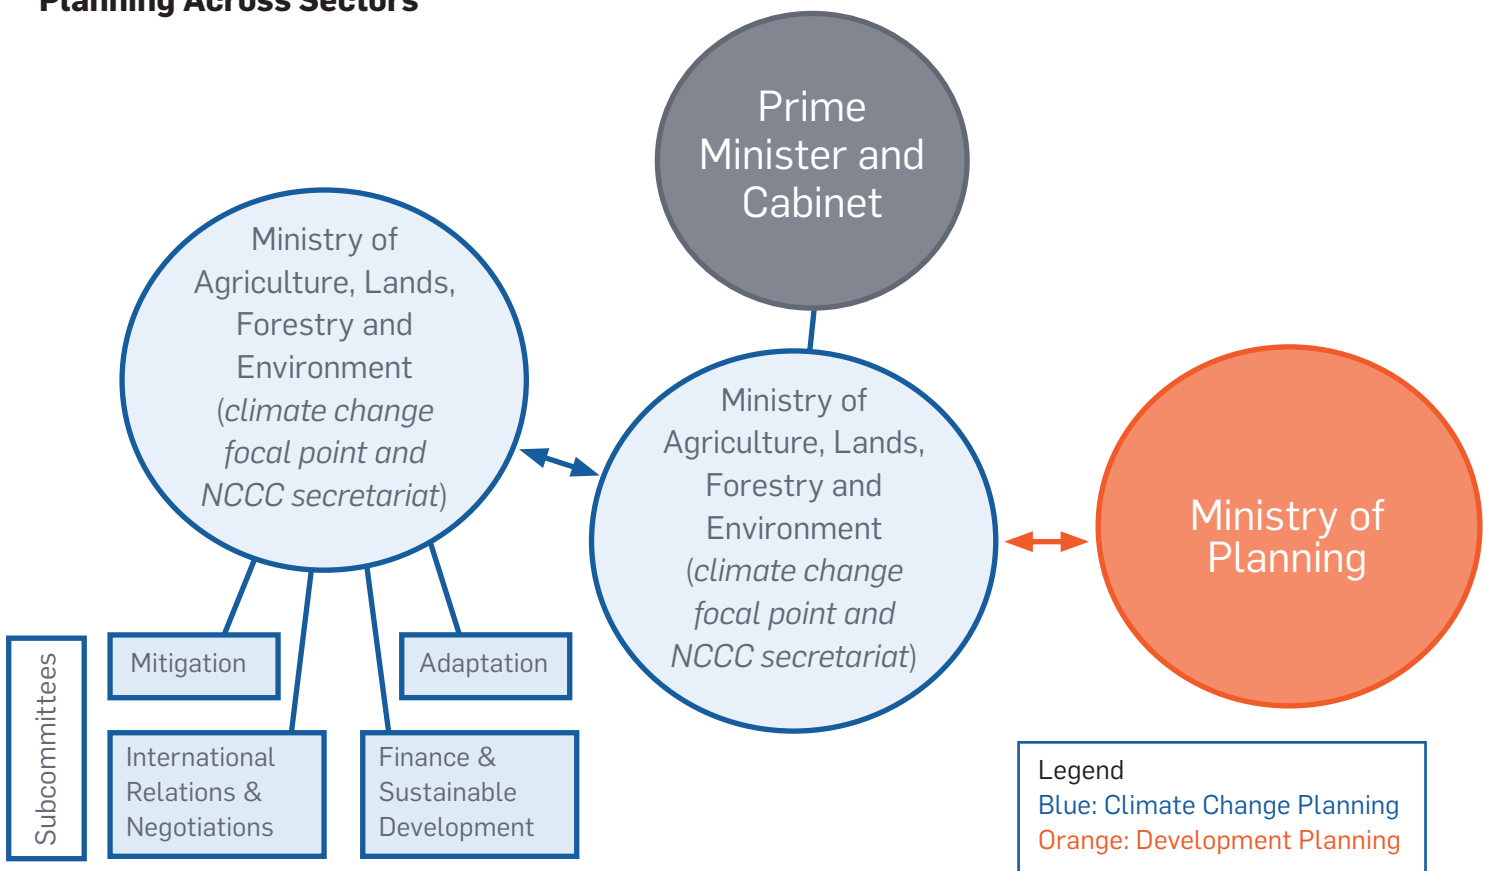 Planning Across Sectors
Prime
Minister and
Cabinet
Ministry of
Agriculture, Lands,
Forestry and
Environment
(climate change
focal point and
NCCC secretariat)
Ministry of
Agriculture, Lands,
Forestry and
Environment
(climate change
focal point and
NCCC secretariat)
Ministry of
Planning
Subcommittees
Mitigation
Adaptation
International
Relations &
Negotiations
Finance &
Sustainable
Development
Legend
Blue: Climate Change Planning
Orange: Development Planning